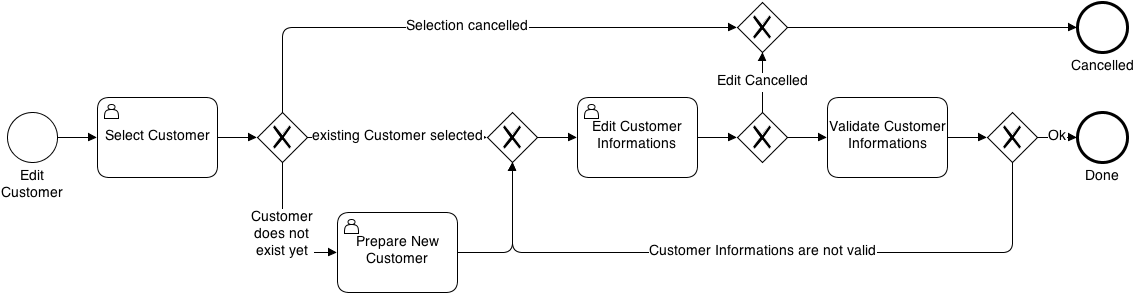 Selection cancelled
Cancelled
Edit Cancelled
Edit
Customer
Select Customer
existing Customer selected
Edit Customer
Informations
Validate Customer
Informations
Ok
Done
Customer
does not
exist yet
Prepare New
Customer
Customer Informations are not valid